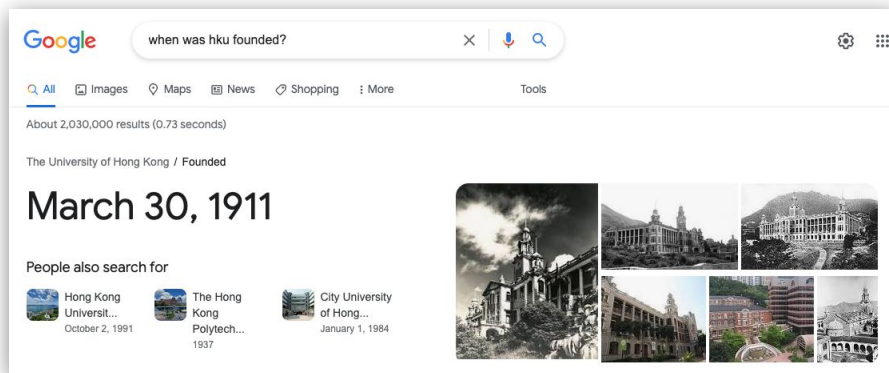 Google
when was hku founded?
All Images Maps News Shopping More Tools
About 2,030,000 results (0.73 seconds)
The University of Hong Kong / Founded
March 30, 1911
People also search for
Hong Kong
Universit...
October 2, 1991
The Hong
Kong
Polytech...
1937
City University
of Hong...
January 1, 1984